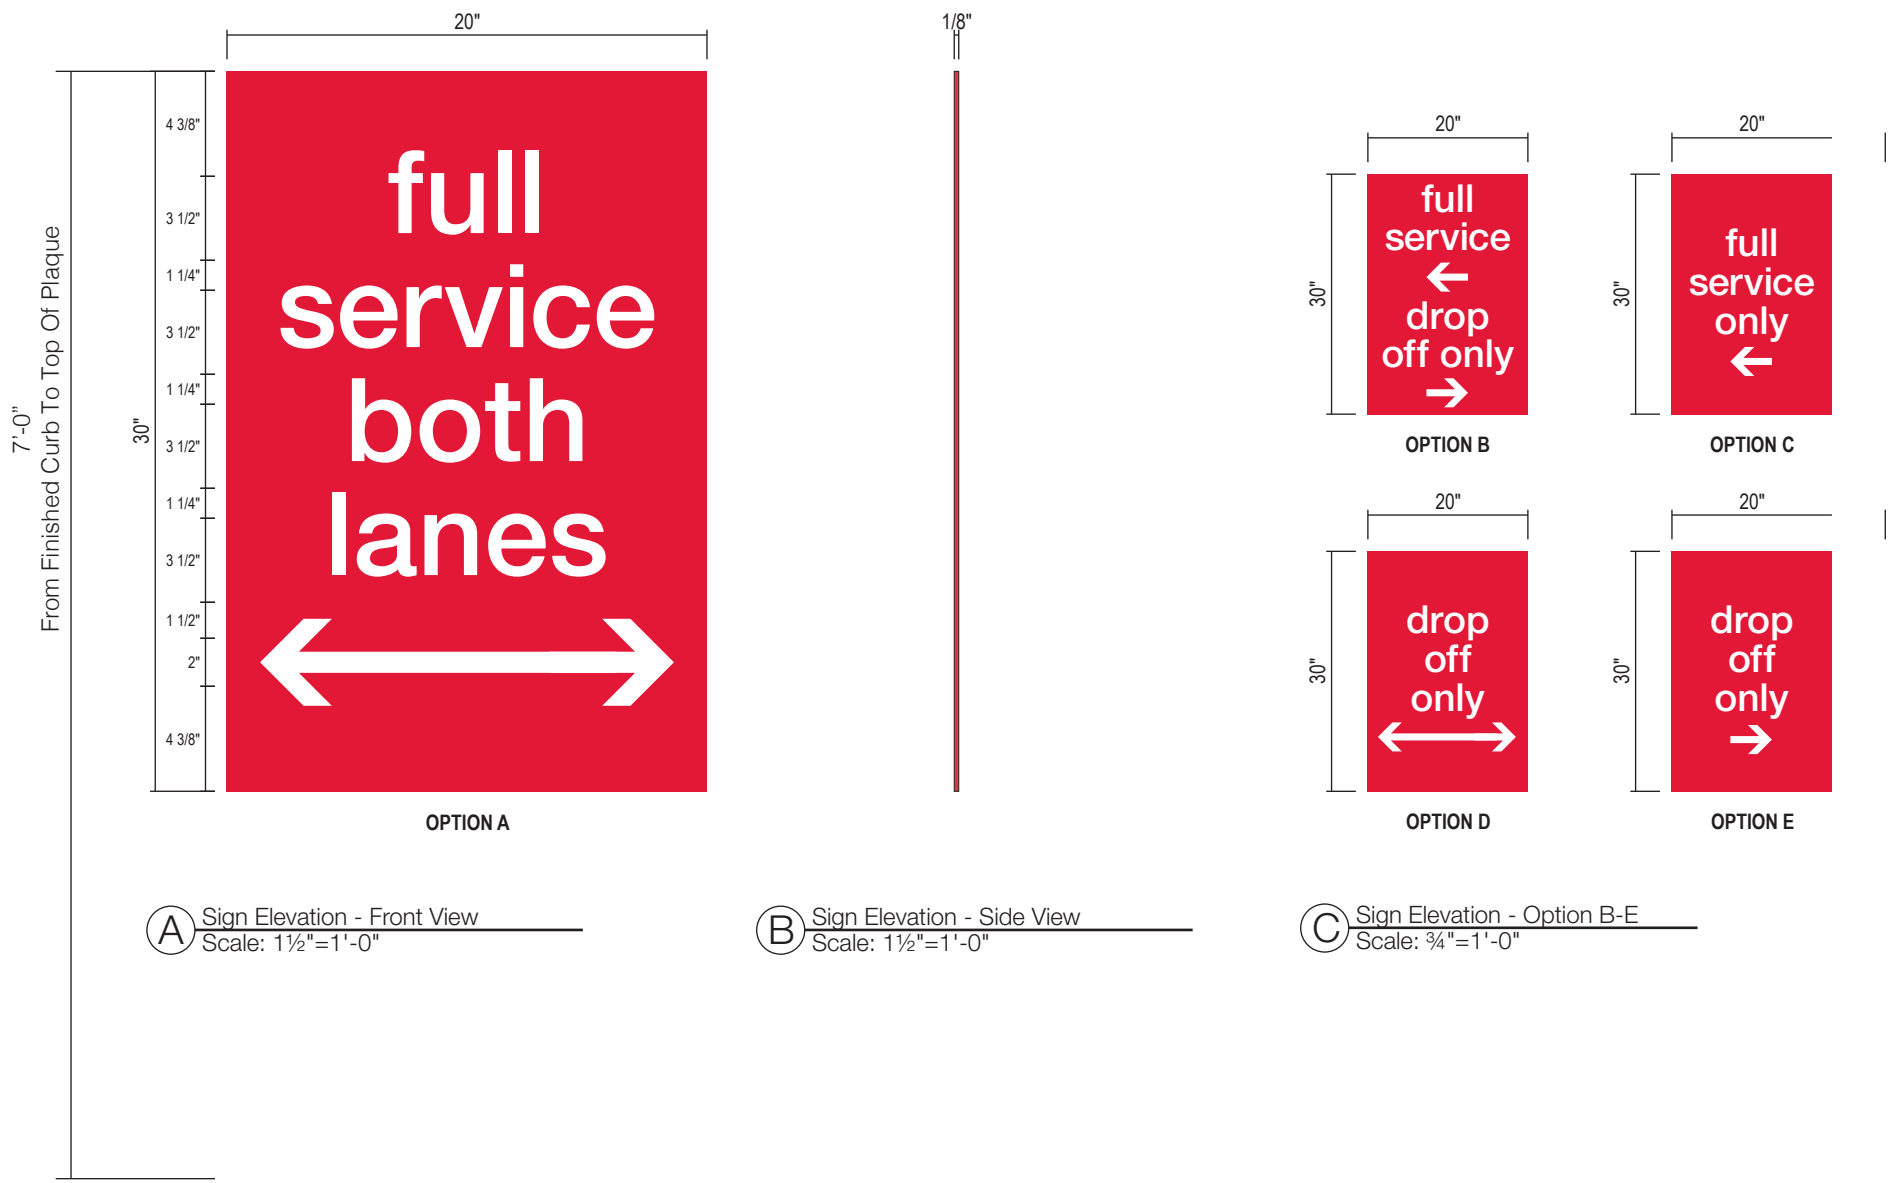 20"
1/8"
7'-0"
From Finished Curb To Top Of Plaque
30"
4 3/8"
3 1/2"
1 1/4"
3 1/2"
1 1/4"
3 1/2"
1 1/4"
3 1/2"
1 1/2"
2"
4 3/8"
full
service
both
lanes
OPTION A
20"
30"
full
service
drop
off only
OPTION B
20"
30"
full
service
only
OPTION C
20"
30"
drop
off
only
OPTION D
20"
30"
drop
off
only
OPTION E
A
Sign Elevation - Front View
Scale: 1½"=1'-0"
B
Sign Elevation - Side View
Scale: 1½"=1'-0"
C
Sign Elevation - Option B-E
Scale: ¾"=1'-0"